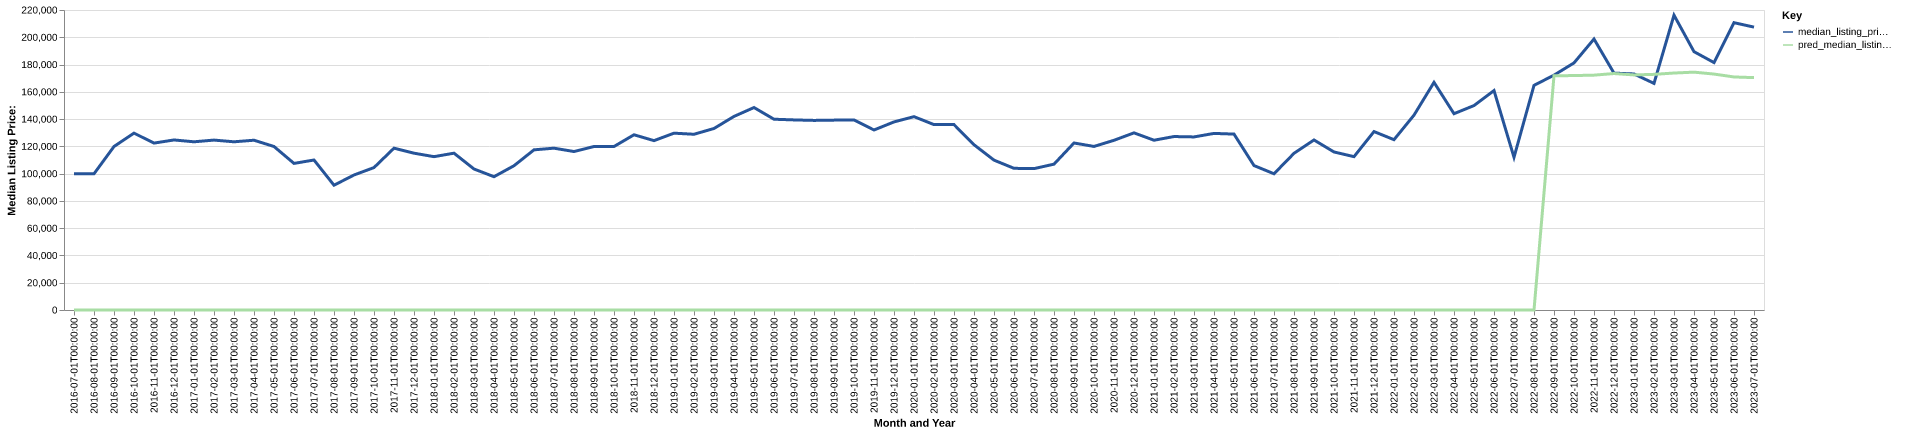 220,000
200,000
180,000
160,000
140,000
120,000
100,000
80,000
60,000
40,000
20,000
0
Median Listing Price:
2016-07-01T00:00:00
2016-08-01T00:00:00
2016-09-01T00:00:00
2016-10-01T00:00:00
2016-11-01T00:00:00
2016-12-01T00:00:00
2017-01-01T00:00:00
2017-02-01T00:00:00
2017-03-01T00:00:00
2017-04-01T00:00:00
2017-05-01T00:00:00
2017-06-01T00:00:00
2017-07-01T00:00:00
2017-08-01T00:00:00
2017-09-01T00:00:00
2017-10-01T00:00:00
2017-11-01T00:00:00
2017-12-01T00:00:00
2018-01-01T00:00:00
2018-02-01T00:00:00
2018-03-01T00:00:00
2018-04-01T00:00:00
2018-05-01T00:00:00
2018-06-01T00:00:00
2018-07-01T00:00:00
2018-08-01T00:00:00
2018-09-01T00:00:00
2018-10-01T00:00:00
2018-11-01T00:00:00
2018-12-01T00:00:00
2019-01-01T00:00:00
2019-02-01T00:00:00
2019-03-01T00:00:00
2019-04-01T00:00:00
2019-05-01T00:00:00
2019-06-01T00:00:00
2019-07-01T00:00:00
2019-08-01T00:00:00
2019-09-01T00:00:00
2019-10-01T00:00:00
2019-11-01T00:00:00
2019-12-01T00:00:00
2020-01-01T00:00:00
2020-02-01T00:00:00
2020-03-01T00:00:00
2020-04-01T00:00:00
2020-05-01T00:00:00
2020-06-01T00:00:00
2020-07-01T00:00:00
2020-08-01T00:00:00
2020-09-01T00:00:00
2020-10-01T00:00:00
2020-11-01T00:00:00
2020-12-01T00:00:00
2021-01-01T00:00:00
2021-02-01T00:00:00
2021-03-01T00:00:00
2021-04-01T00:00:00
2021-05-01T00:00:00
2021-06-01T00:00:00
2021-07-01T00:00:00
2021-08-01T00:00:00
2021-09-01T00:00:00
2021-10-01T00:00:00
2021-11-01T00:00:00
2021-12-01T00:00:00
2022-01-01T00:00:00
2022-02-01T00:00:00
2022-03-01T00:00:00
2022-04-01T00:00:00
2022-05-01T00:00:00
2022-06-01T00:00:00
2022-07-01T00:00:00
2022-08-01T00:00:00
2022-09-01T00:00:00
2022-10-01T00:00:00
2022-11-01T00:00:00
2022-12-01T00:00:00
2023-01-01T00:00:00
2023-02-01T00:00:00
2023-03-01T00:00:00
2023-04-01T00:00:00
2023-05-01T00:00:00
2023-06-01T00:00:00
2023-07-01T00:00:00
Month and Year
Key
median_listing_pri…
pred_median_listin…